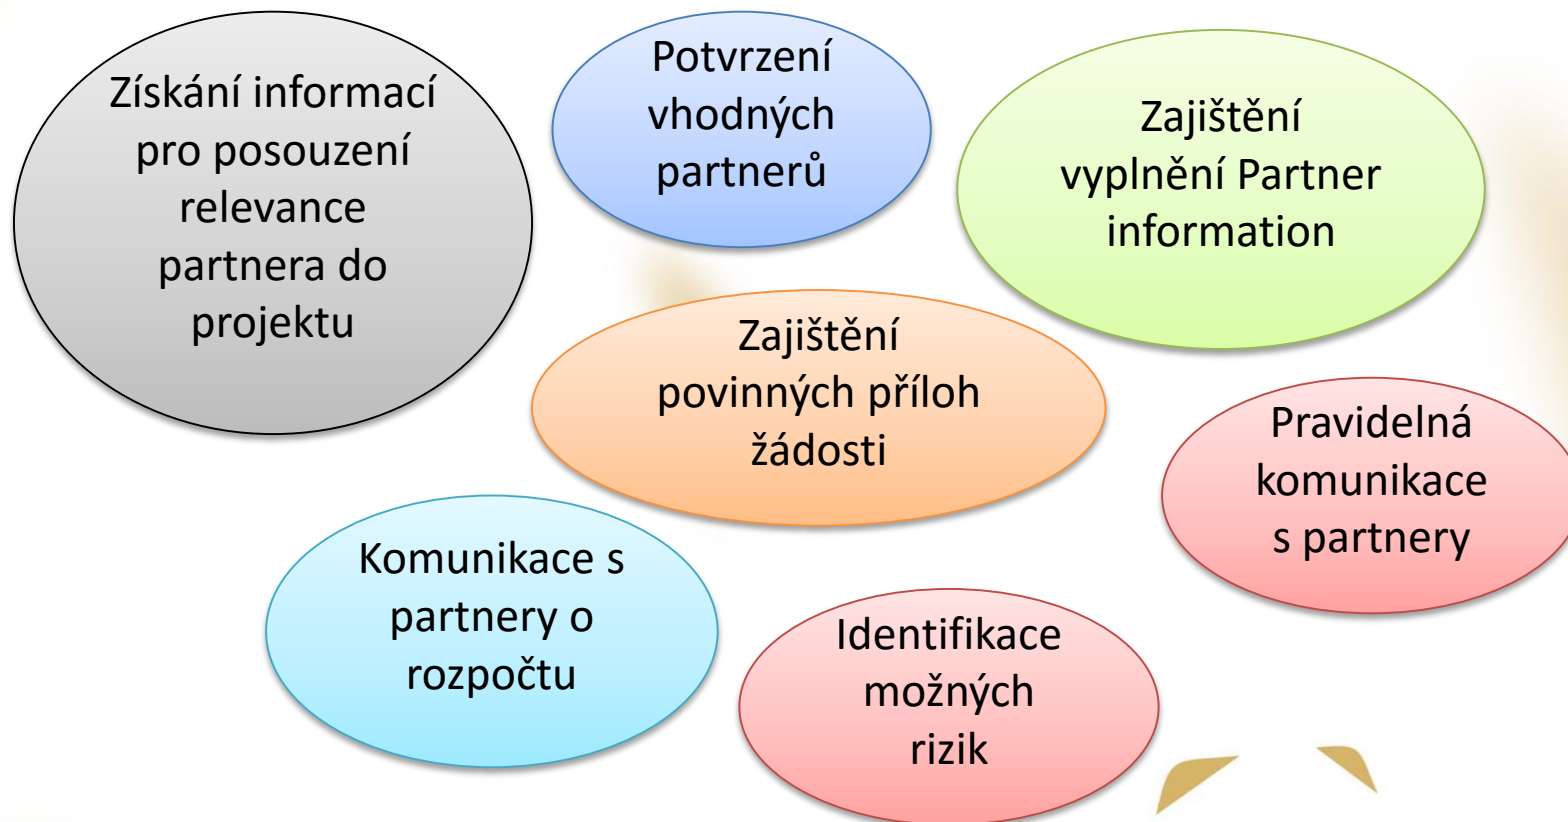 Získání informací
pro posouzení
relevance
partnera do
projektu
Potvrzení
vhodných
partnerů
Zajištění
vyplnění Partner
information
Zajištění
povinných příloh
žádosti
Pravidelná
komunikace
s partnery
Komunikace s
partnery o
rozpočtu
Identifikace
možných
rizik